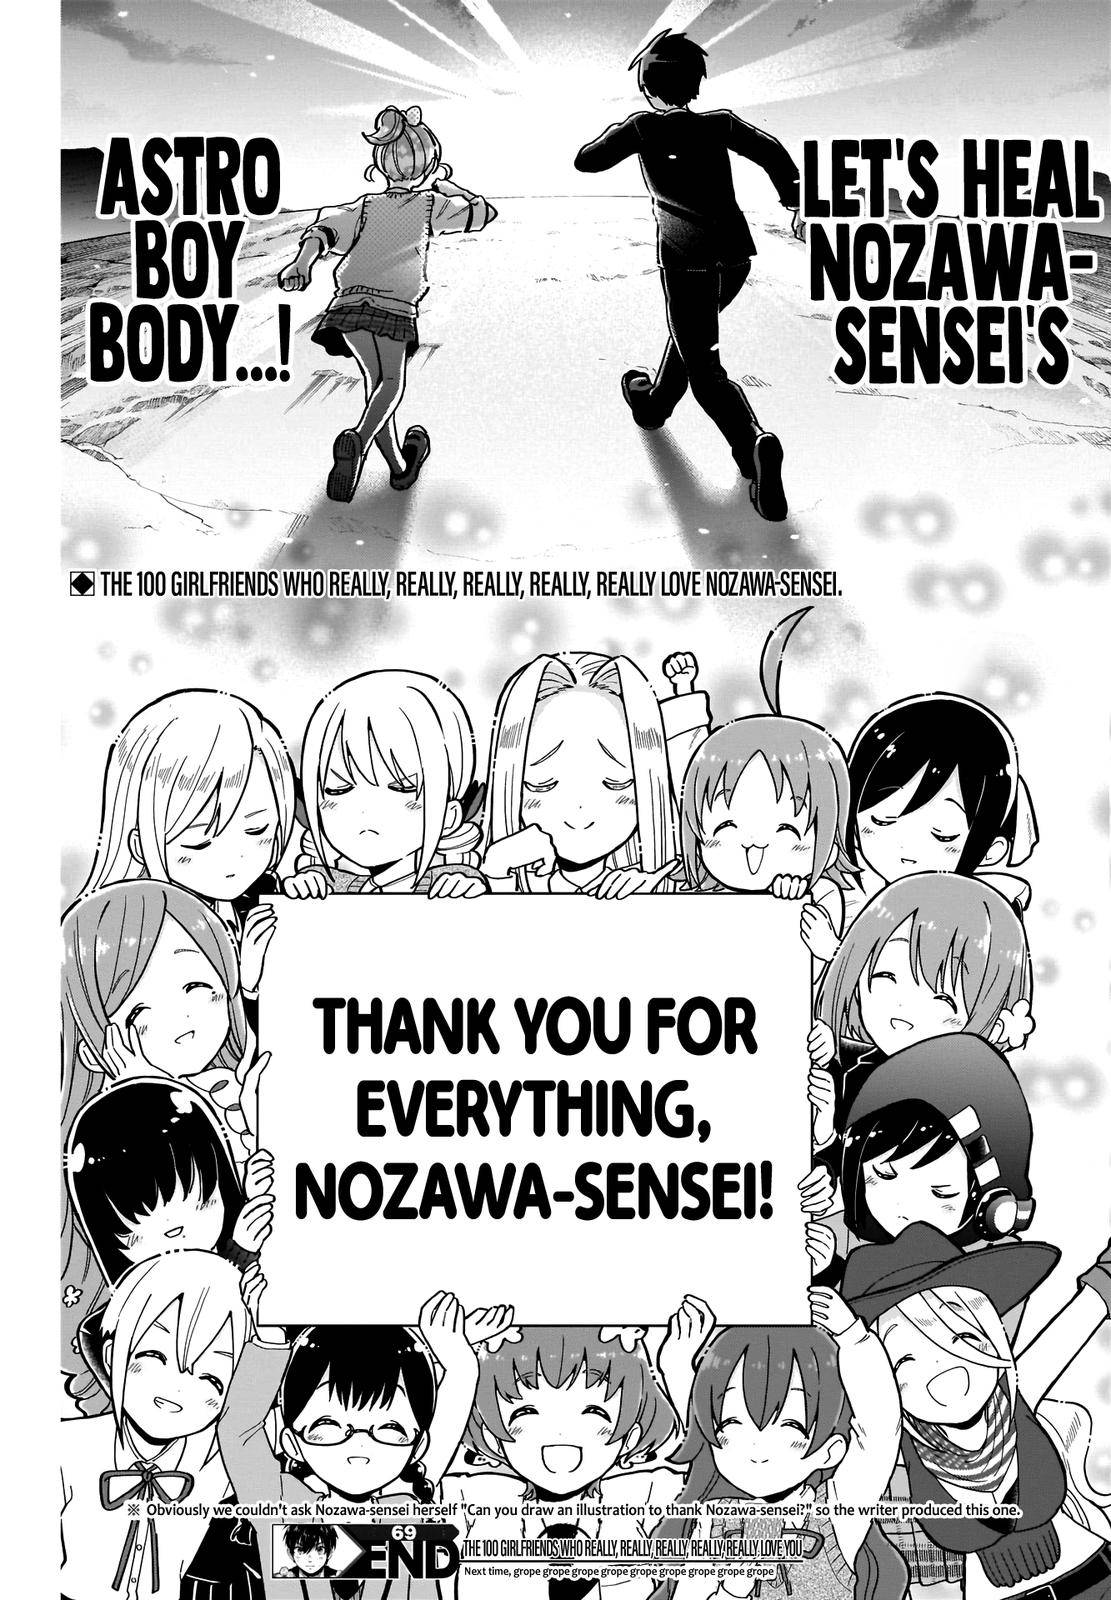 LET'S HEAL
NOZAWA-
SENSEI'S
ASTRO
BOY
BODY...!
THE 100 GIRLFRIENDS WHO REALLY, REALLY, REALLY, REALLY, REALLY LOVE NOZAWA-SENSEI.
THANK YOU FOR
EVERYTHING,
NOZAWA-SENSEI!
※ Obviously we couldn't ask Nozawa-sensei herself "Can you draw an illustration to thank Nozawa-sensei?" so the writer produced this one.
69
END
THE 100 GIRLFRIENDS WHO REALLY, REALLY, REALLY, REALLY, REALLY LOVE YOU
Next time, grope grope grope grope grope grope grope grope grope